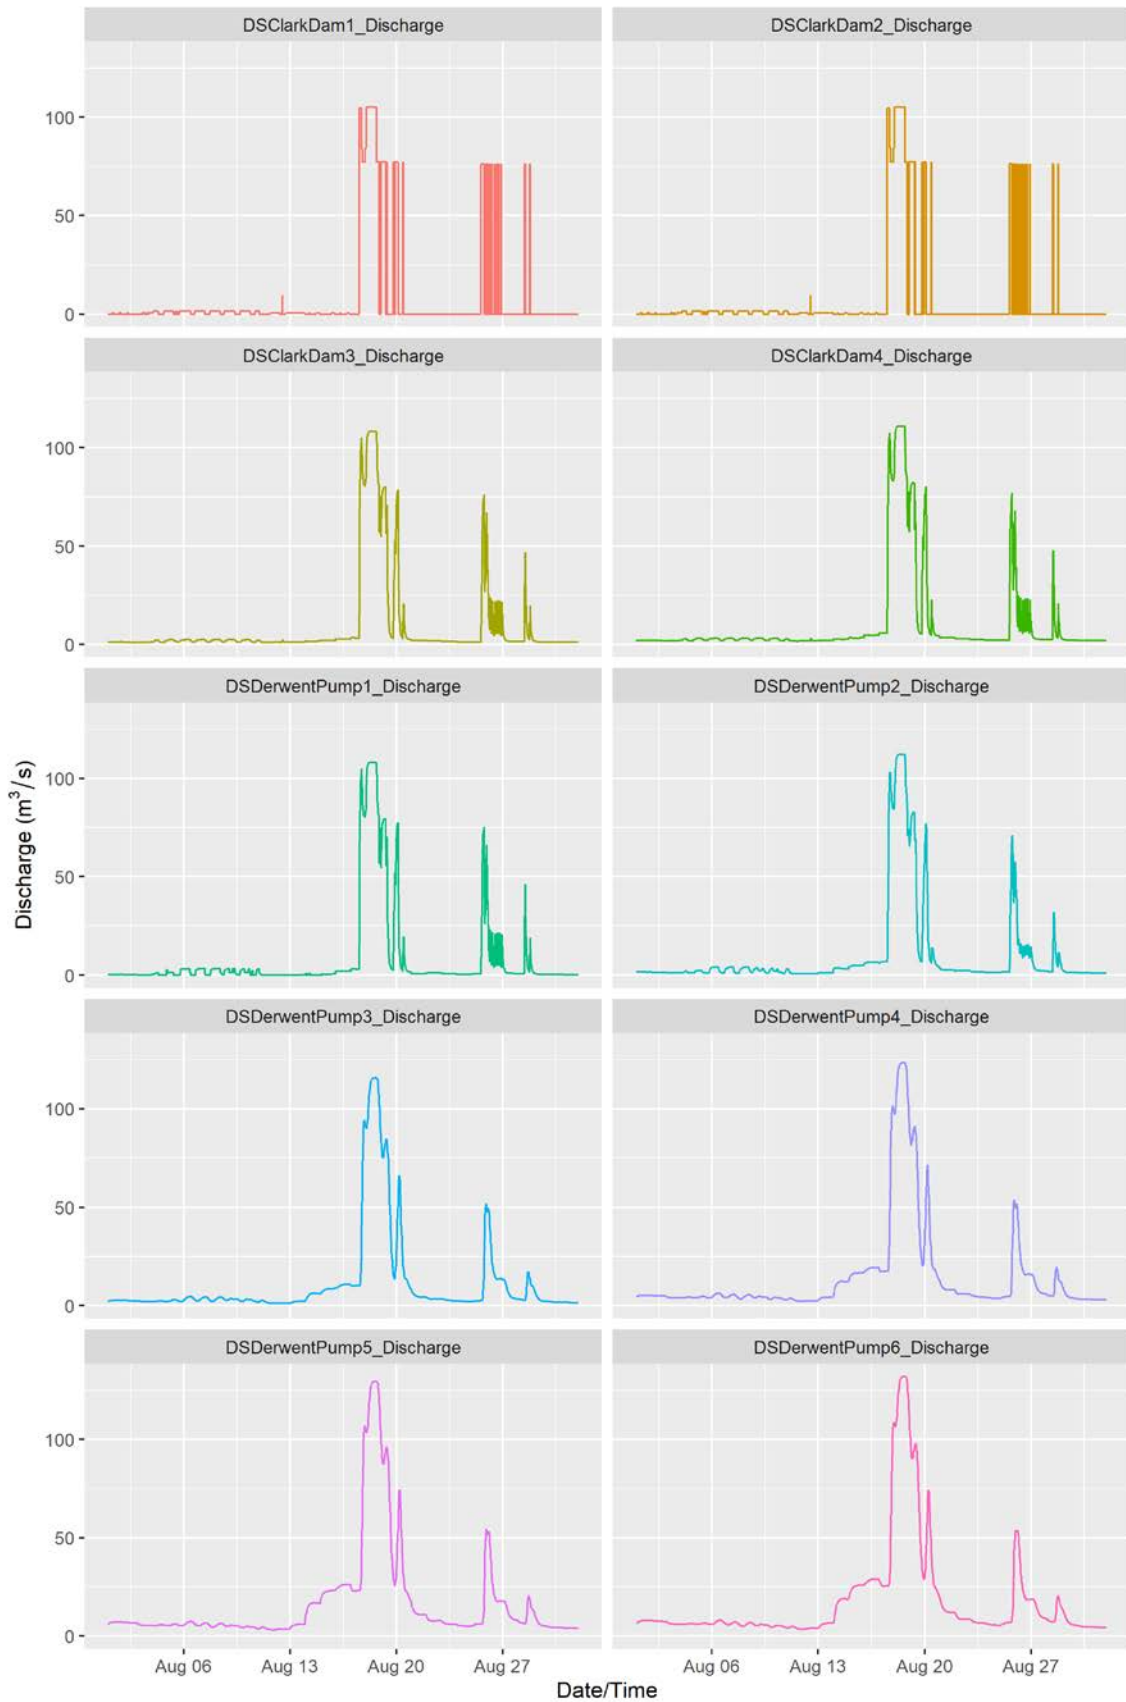 DSClarkDam1_Discharge
DSClarkDam2_Discharge
100
50
0
DSClarkDam3_Discharge
DSClarkDam4_Discharge
100
50
0
DSDerwentPump1_Discharge
DSDerwentPump2_Discharge
100
50
0
Discharge (m³/s)
DSDerwentPump3_Discharge
DSDerwentPump4_Discharge
100
50
0
DSDerwentPump5_Discharge
DSDerwentPump6_Discharge
100
50
0
Aug 06 Aug 13 Aug 20 Aug 27
Aug 06 Aug 13 Aug 20 Aug 27
Date/Time